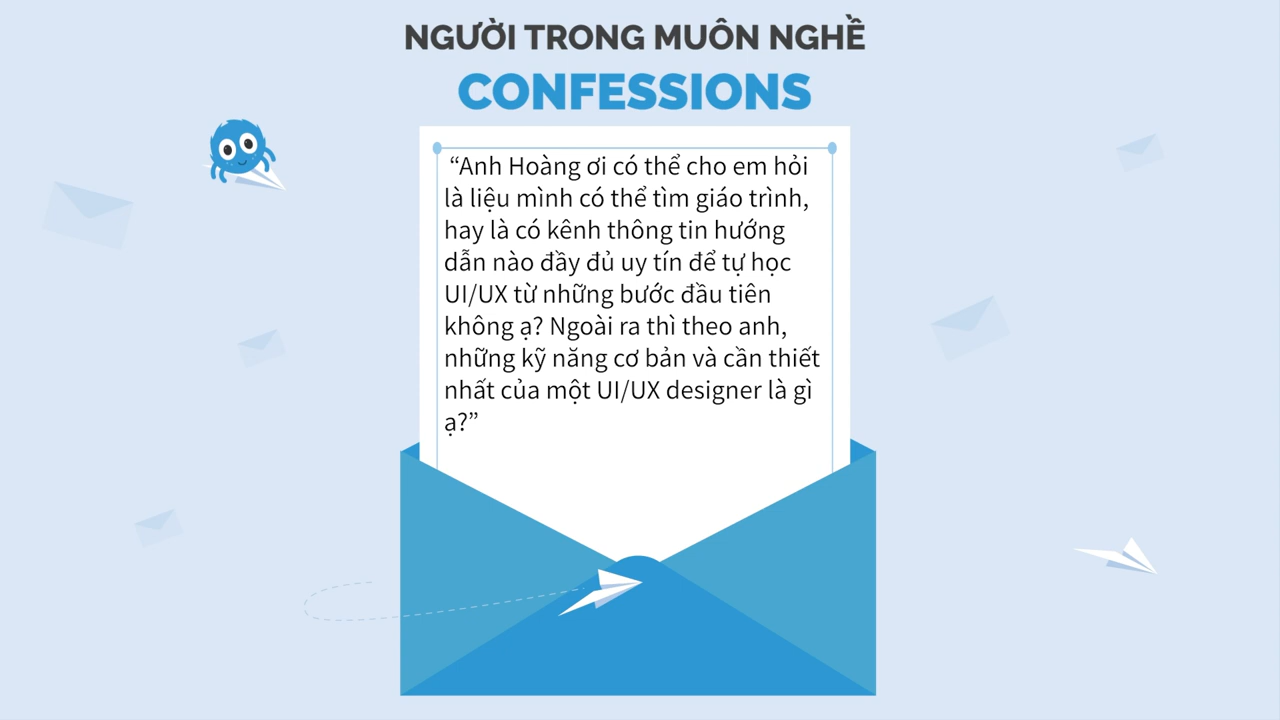 NGƯỜI TRONG MUÔN NGHỀ
CONFESSIONS
“Anh Hoàng ơi có thể cho em hỏi
là liệu mình có thể tìm giáo trình,
hay là có kênh thông tin hướng
dẫn nào đầy đủ uy tín để tự học
UI/UX từ những bước đầu tiên
không ạ? Ngoài ra thì theo anh,
những kỹ năng cơ bản và cần thiết
nhất của một UI/UX designer là gì
ạ?”